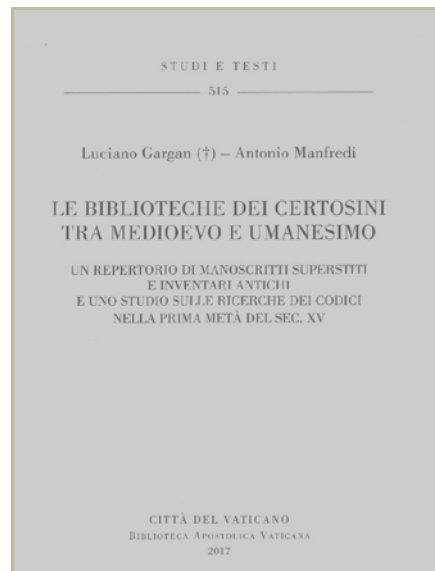 STUDI E TESTI
515
Luciano Gargan (†) – Antonio Manfredi
LE BIBLIOTECHE DEI CERTOSINI
TRA MEDIOEVO E UMANESIMO
UN REPERTORIO DI MANOSCRITTI SUPERSTITI
E INVENTARI ANTICHI
E UNO STUDIO SULLE RICERCHE DEI CODICI
NELLA PRIMA METÀ DEL SEC. XV
CITTÀ DEL VATICANO
BIBLIOTECA APOSTOLICA VATICANA
2017